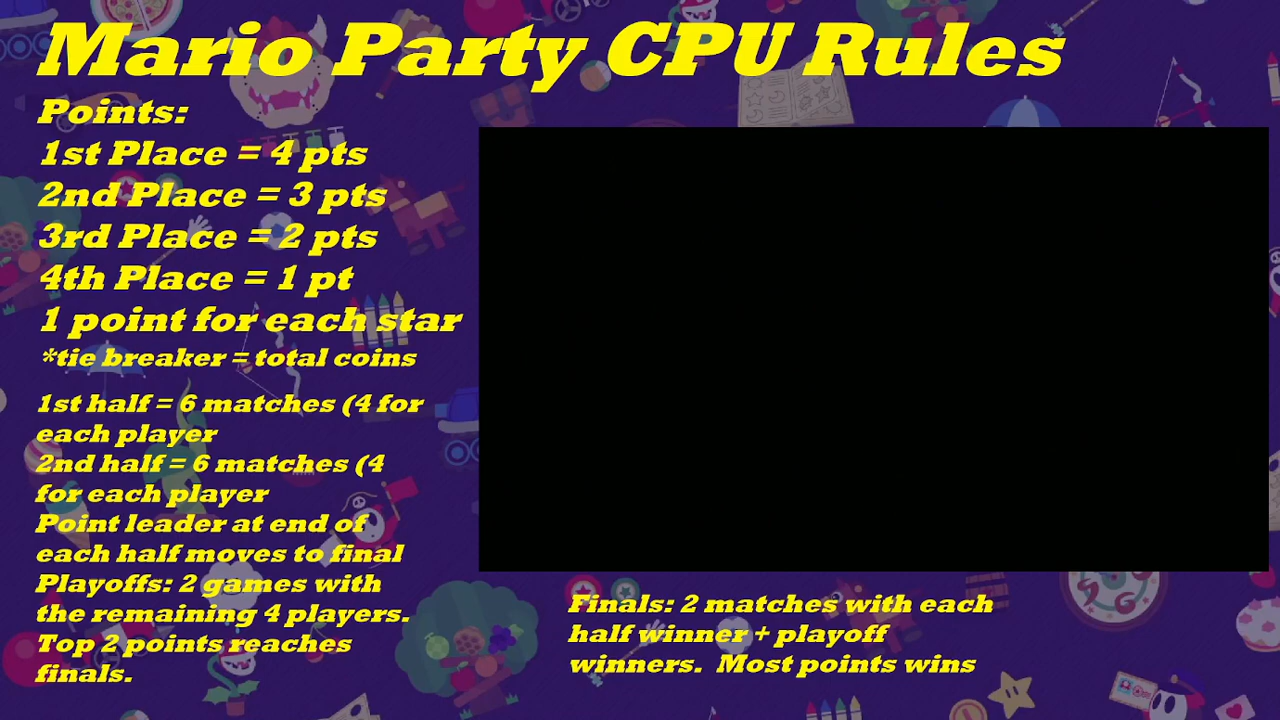 Mario Party CPU Rules
Points:
1st Place = 4 pts
2nd Place = 3 pts
3rd Place = 2 pts
4th Place = 1 pt
1 point for each star
*tie breaker = total coins
1st half = 6 matches (4 for
each player
2nd half = 6 matches (4
for each player
Point leader at end of
each half moves to final
Playoffs: 2 games with
the remaining 4 players.
Top 2 points reaches
finals.
Finals: 2 matches with each
half winner + playoff
winners.  Most points wins